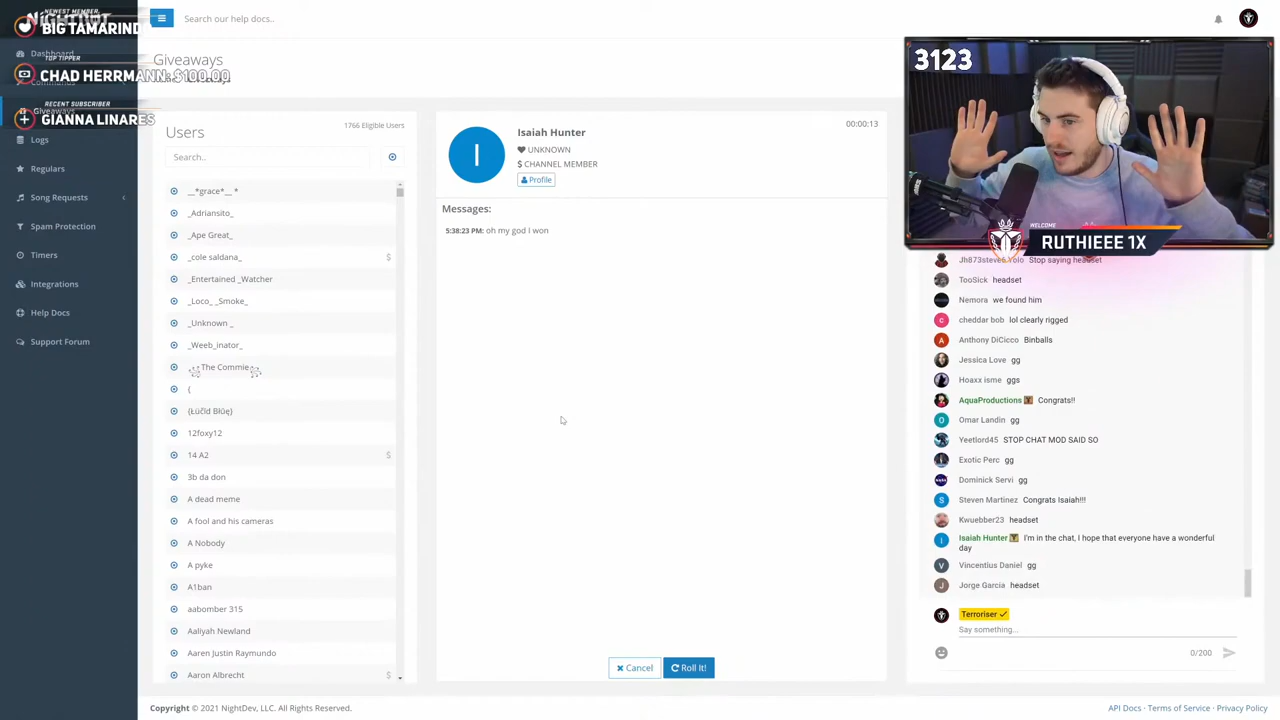 NEWEST MEMBER
BIG TAMARIND
TOP TIPPER
CHAD HERRMANN: $100.00
RECENT SUBSCRIBER
GIANNA LINARES
Dashboard
Giveaways
Logs
Regulars
Song Requests
Spam Protection
Timers
Integrations
Help Docs
Support Forum
Search our help docs..
Giveaways
Users
1766 Eligible Users
Search..
__*grace*__ *
_Adriansito_
_Ape Great_
_cole saldana_ $
_Entertained _Watcher
_Loco_ _Smoke_
_Unknown _
_Weeb_inator_
The Commie
(
(Łüčîd Błúę)
12foxy12
14 A2 $
3b da don
A dead meme
A fool and his cameras
A Nobody
A pyke
A1ban
aabomber 315
Aaliyah Newland
Aaren Justin Raymundo
Aaron Albrecht $
I
Isaiah Hunter
UNKNOWN
$ CHANNEL MEMBER
Profile
00:00:13
Messages:
5:38:23 PM: oh my god I won
Cancel
Roll It!
3123
WELCOME
RUTHIEEE 1X
Jh873steve6 Yolo Stop saying headset
TooSick headset
Nemora we found him
cheddar bob lol clearly rigged
Anthony DiCicco Binballs
Jessica Love gg
Hoaxx isme ggs
AquaProductions Congrats!!
Omar Landin gg
Yeetlord45 STOP CHAT MOD SAID SO
Exotic Perc gg
Dominick Servi gg
Steven Martinez Congrats Isaiah!!!
Kwuebber23 headset
Isaiah Hunter I'm in the chat, I hope that everyone have a wonderful
day
Vincentius Daniel gg
Jorge Garcia headset
Terroriser
Say something...
0/200
Copyright © 2021 NightDev, LLC. All Rights Reserved.
API Docs · Terms of Service · Privacy Policy